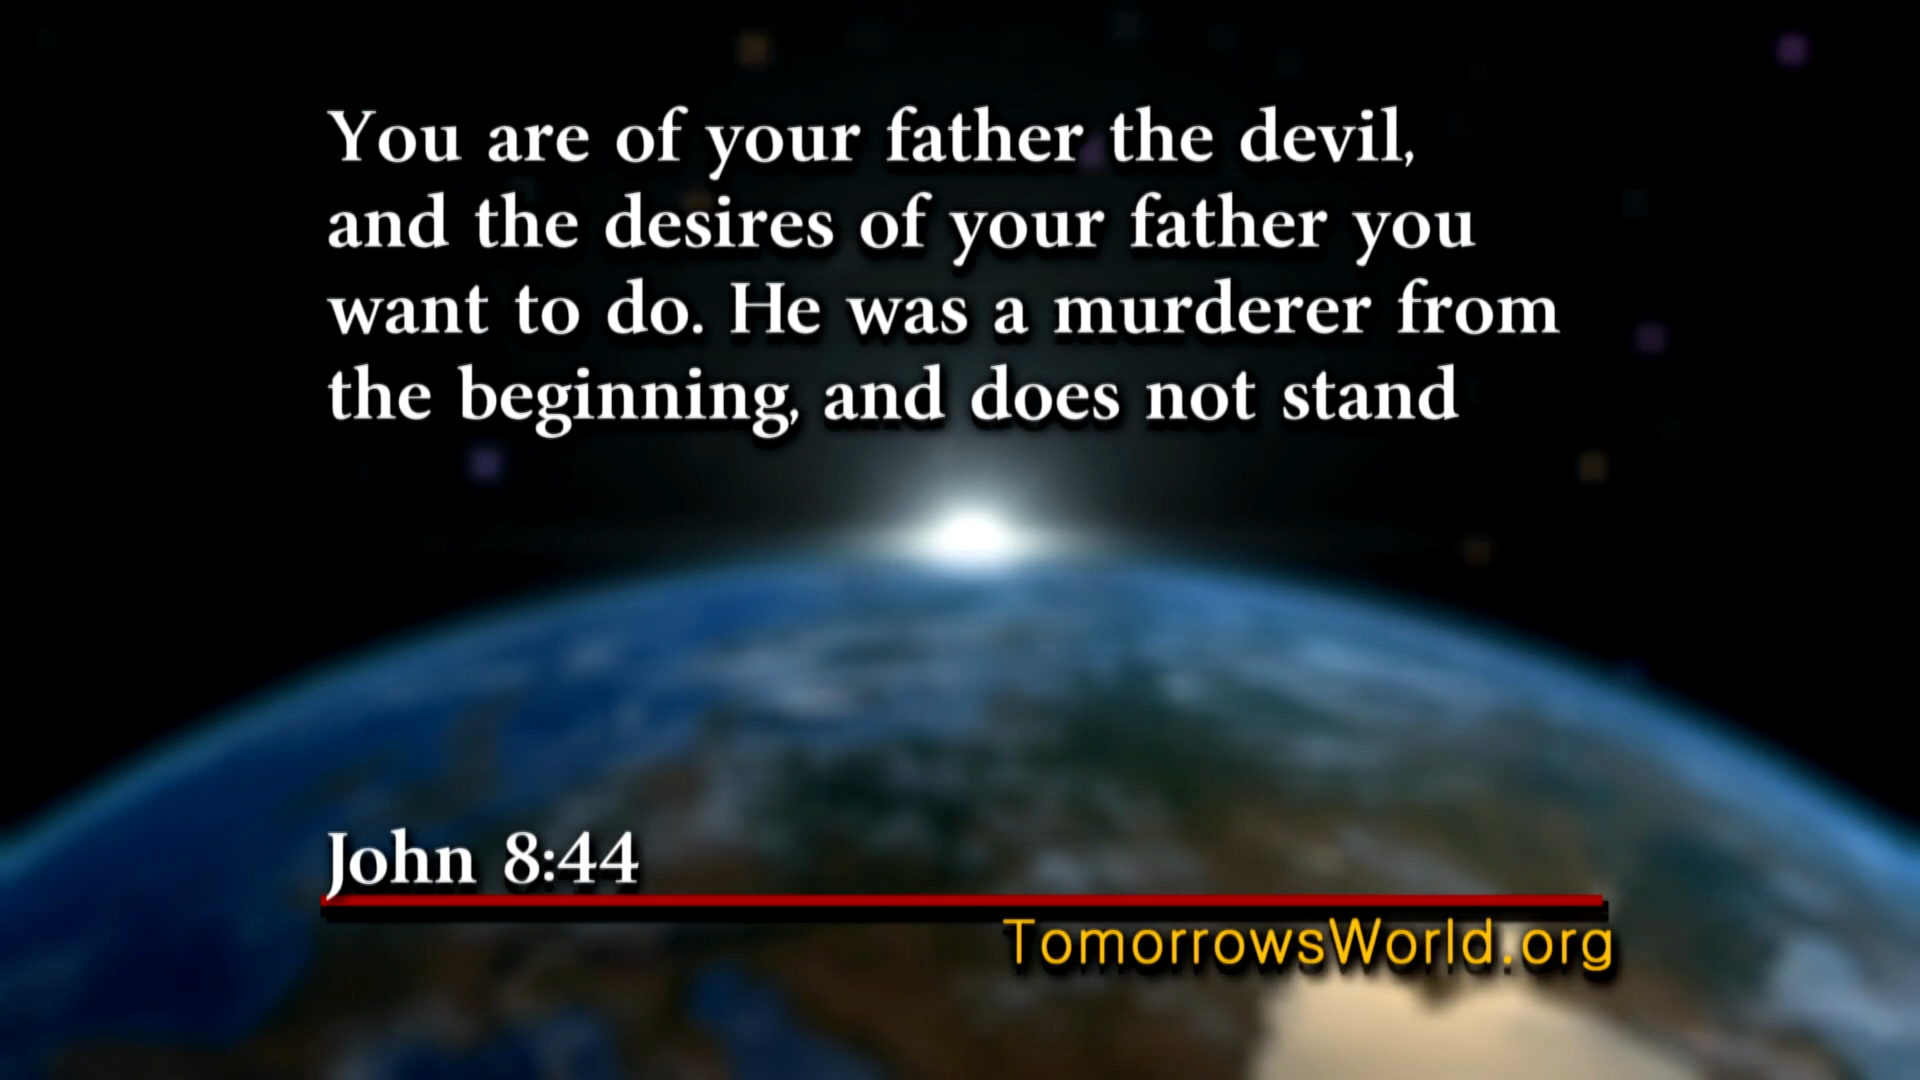 You are of your father the devil,
and the desires of your father you
want to do. He was a murderer from
the beginning, and does not stand
John 8:44
TomorrowsWorld.org